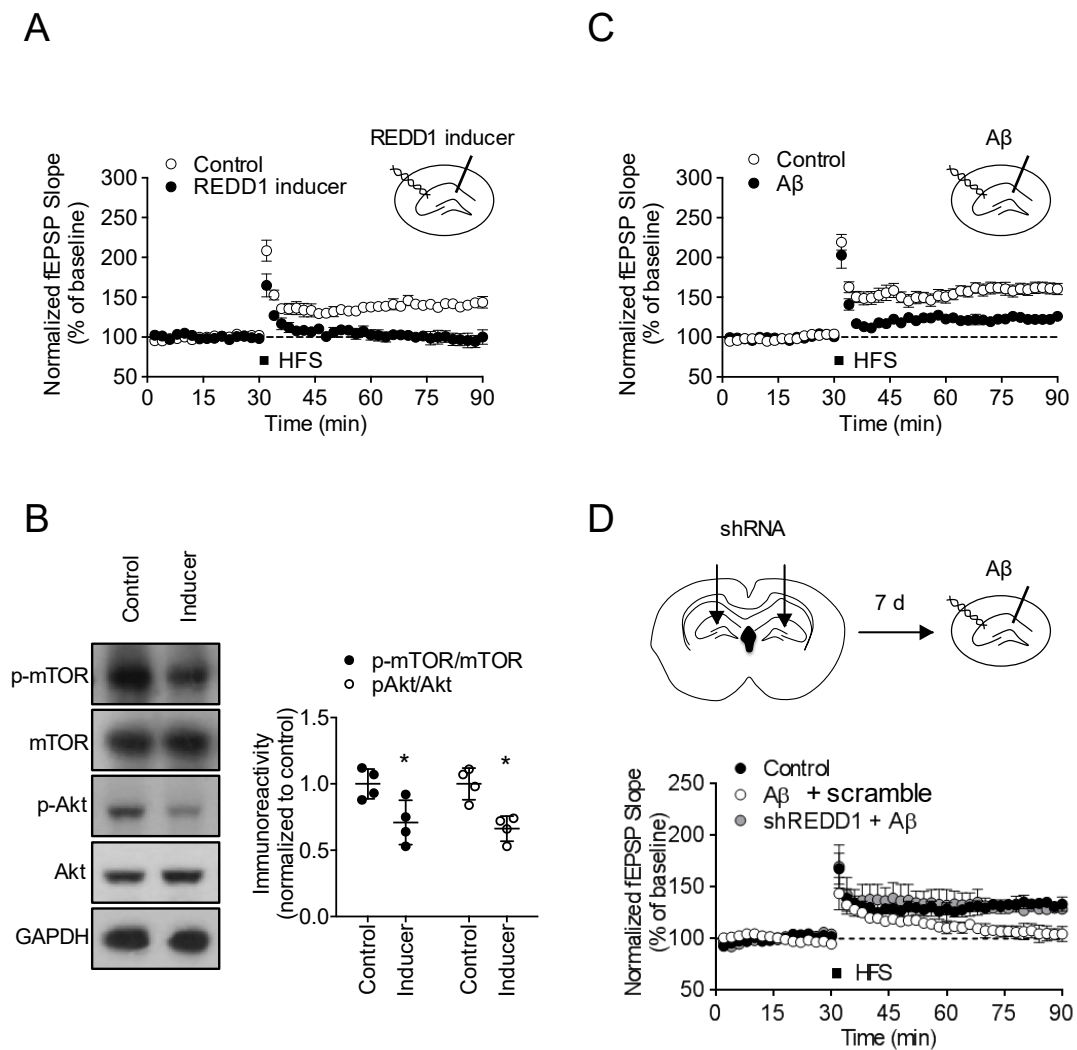 A
REDD1 inducer
Control
REDD1 inducer
Normalized fEPSP Slope
(% of baseline)
300
250
200
150
100
50
HFS
0 15 30 45 60 75 90
Time (min)
C
Aβ
Control
Aβ
Normalized fEPSP Slope
(% of baseline)
300
250
200
150
100
50
HFS
0 15 30 45 60 75 90
Time (min)
B
Control
Inducer
p-mTOR
mTOR
p-Akt
Akt
GAPDH
p-mTOR/mTOR
pAkt/Akt
Immunoreactivity
(normalized to control)
1.5
1.0
0.5
0.0
* *
Control
Inducer
Control
Inducer
D
shRNA
7 d
Aβ
Control
Aβ + scramble
shREDD1 + Aβ
Normalized fEPSP Slope
(% of baseline)
250
200
150
100
50
HFS
0 15 30 45 60 75 90
Time (min)